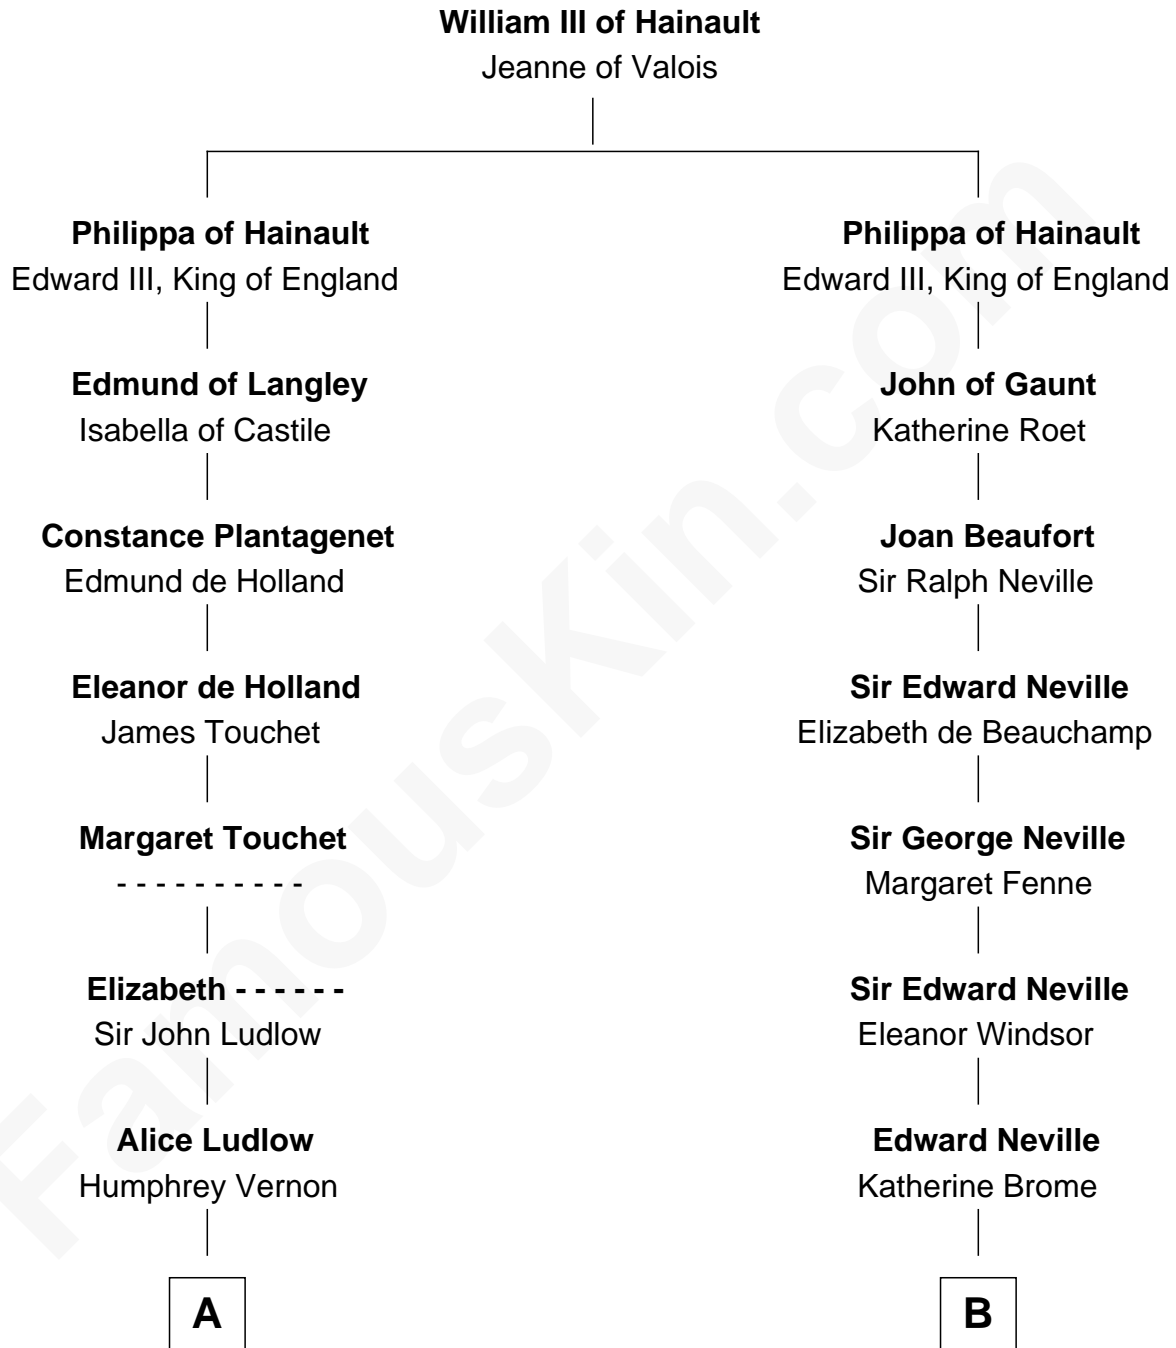 William III of Hainault
Jeanne of Valois
Philippa of Hainault
Edward III, King of England
Edmund of Langley
Isabella of Castile
Constance Plantagenet
Edmund de Holland
Eleanor de Holland
James Touchet
Margaret Touchet
- - - - - - - - - -
Elizabeth - - - - - -
Sir John Ludlow
Alice Ludlow
Humphrey Vernon
A
Philippa of Hainault
Edward III, King of England
John of Gaunt
Katherine Roet
Joan Beaufort
Sir Ralph Neville
Sir Edward Neville
Elizabeth de Beauchamp
Sir George Neville
Margaret Fenne
Sir Edward Neville
Eleanor Windsor
Edward Neville
Katherine Brome
B
FamousKin.com